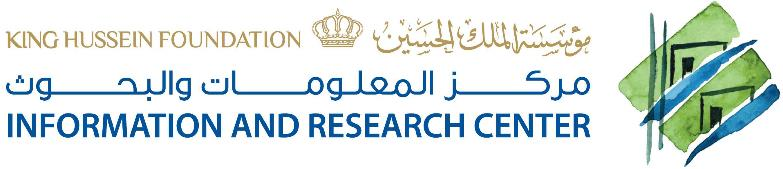 KING HUSSEIN FOUNDATION مؤسسة الملك الحسين
مركز المعلومات والبحوث
INFORMATION AND RESEARCH CENTER